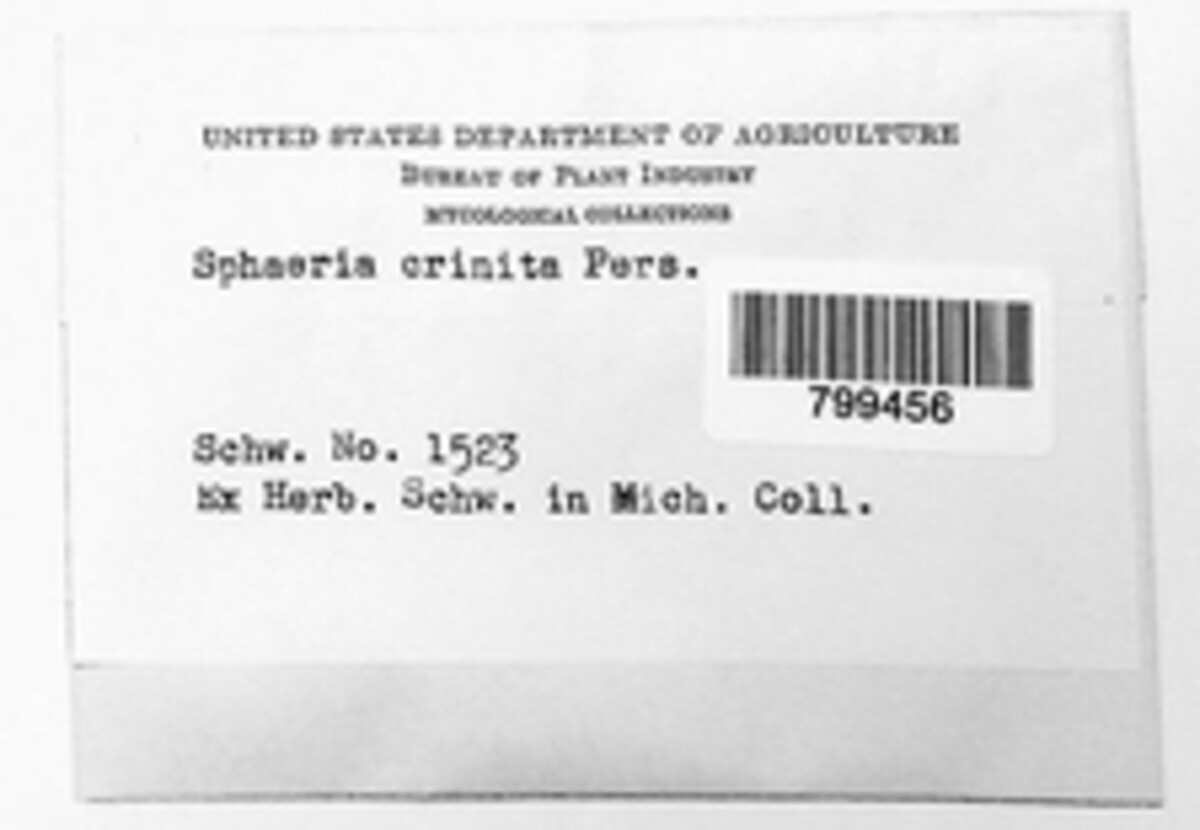 UNITED STATES DEPARTMENT OF AGRICULTURE
BUREAU OF PLANT INDUSTRY
MYCOLOGICAL COLLECTIONS
Sphaeria crinita Pers.
799456
Schw. No. 1523
Ex Herb. Schw. in Mich. Coll.